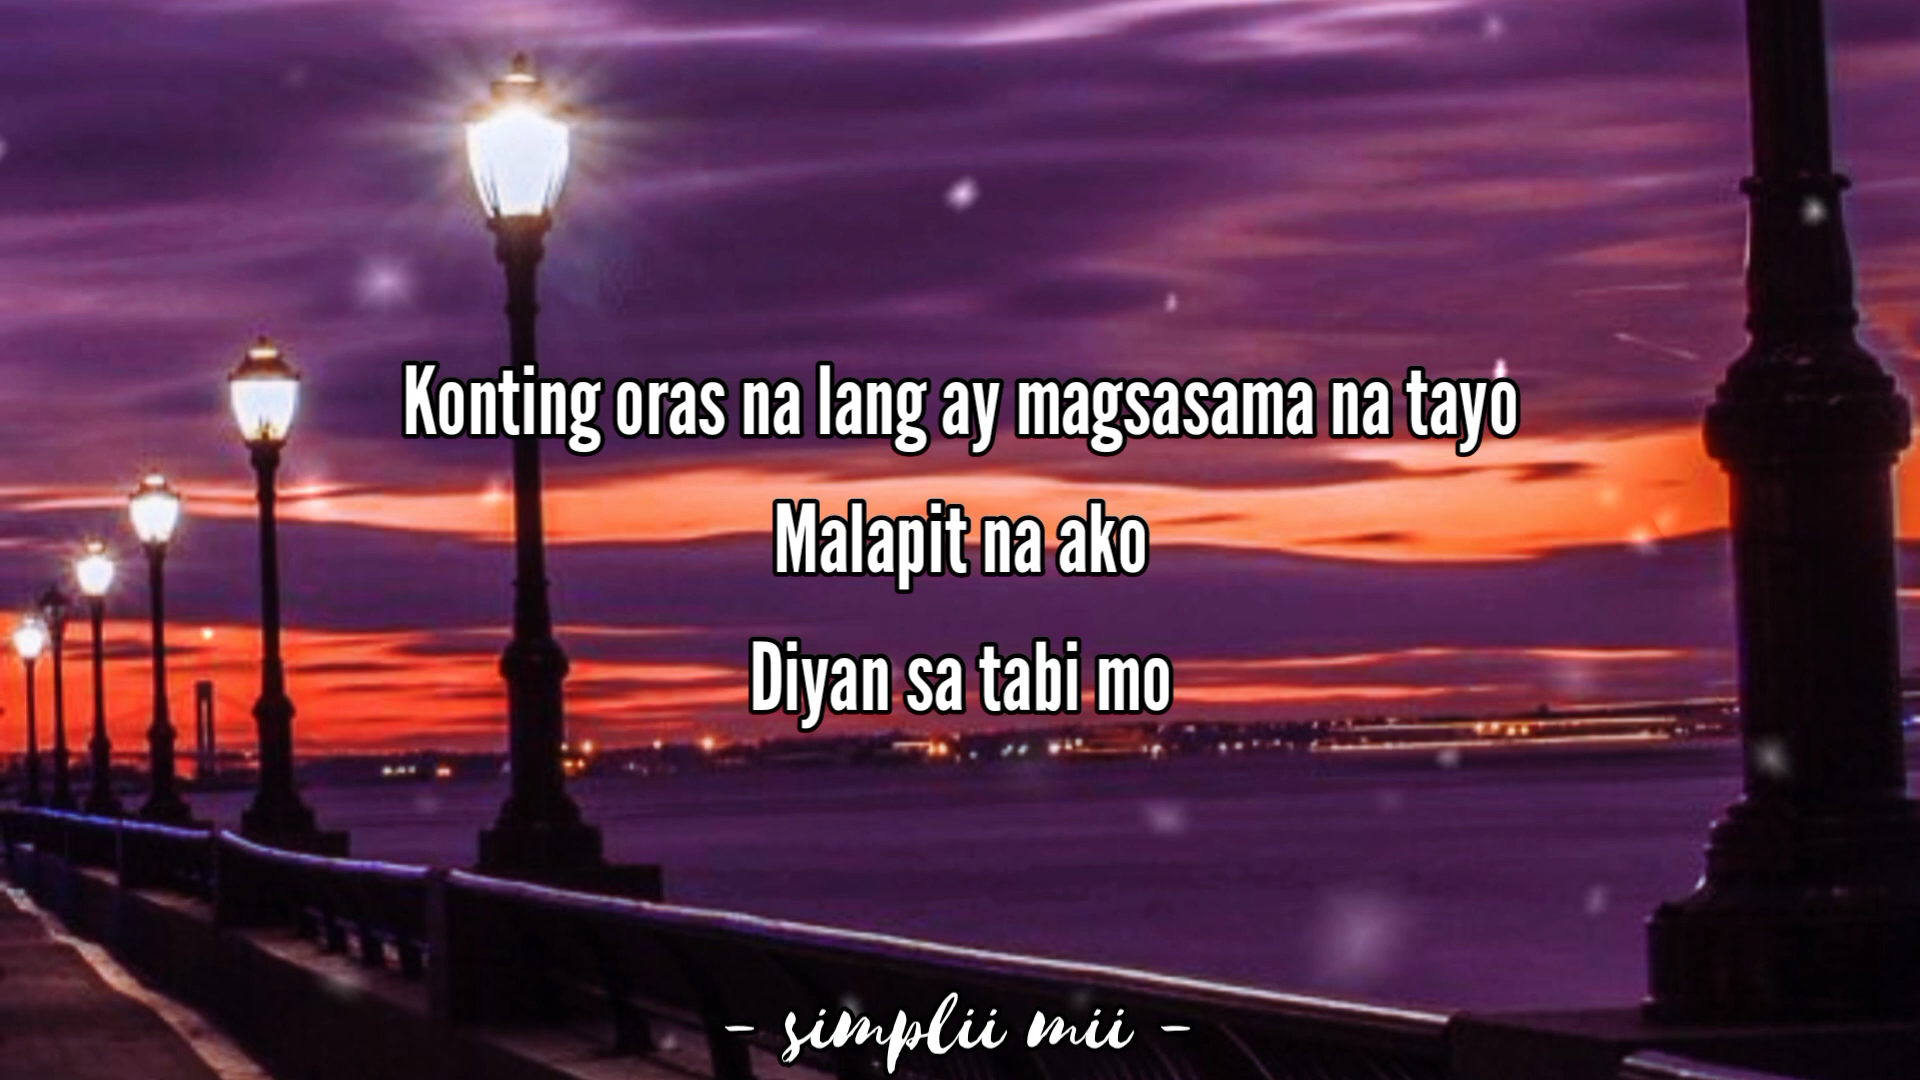 Konting oras na lang ay magsasama na tayo
Malapit na ako
Diyan sa tabi mo
- simplii mii -